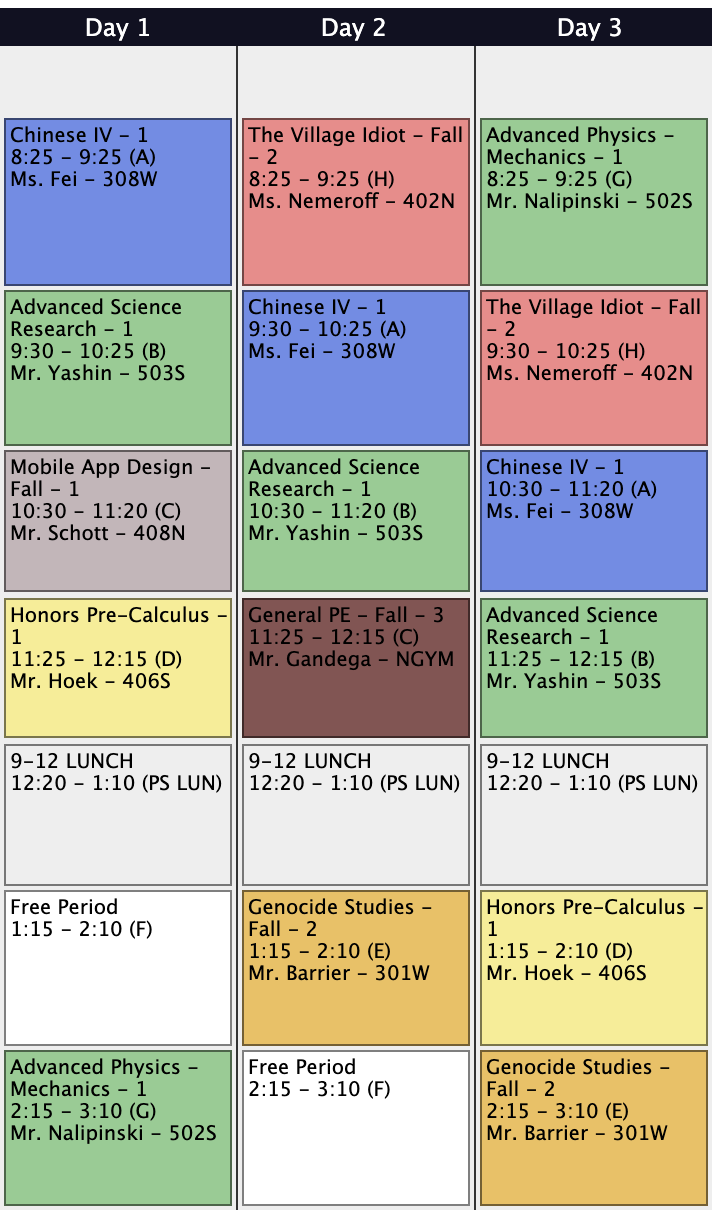 Day 1
Chinese IV - 1
8:25 - 9:25 (A)
Ms. Fei - 308W
Advanced Science
Research - 1
9:30 - 10:25 (B)
Mr. Yashin - 503S
Mobile App Design -
Fall - 1
10:30 - 11:20 (C)
Mr. Schott - 408N
Honors Pre-Calculus -
1
11:25 - 12:15 (D)
Mr. Hoek - 406S
9-12 LUNCH
12:20 - 1:10 (PS LUN)
Free Period
1:15 - 2:10 (F)
Advanced Physics -
Mechanics - 1
2:15 - 3:10 (G)
Mr. Nalipinski - 502S
Day 2
The Village Idiot - Fall
- 2
8:25 - 9:25 (H)
Ms. Nemeroff - 402N
Chinese IV - 1
9:30 - 10:25 (A)
Ms. Fei - 308W
Advanced Science
Research - 1
10:30 - 11:20 (B)
Mr. Yashin - 503S
General PE - Fall - 3
11:25 - 12:15 (C)
Mr. Gandega - NGYM
9-12 LUNCH
12:20 - 1:10 (PS LUN)
Genocide Studies -
Fall - 2
1:15 - 2:10 (E)
Mr. Barrier - 301W
Free Period
2:15 - 3:10 (F)
Day 3
Advanced Physics -
Mechanics - 1
8:25 - 9:25 (G)
Mr. Nalipinski - 502S
The Village Idiot - Fall
- 2
9:30 - 10:25 (H)
Ms. Nemeroff - 402N
Chinese IV - 1
10:30 - 11:20 (A)
Ms. Fei - 308W
Advanced Science
Research - 1
11:25 - 12:15 (B)
Mr. Yashin - 503S
9-12 LUNCH
12:20 - 1:10 (PS LUN)
Honors Pre-Calculus -
1
1:15 - 2:10 (D)
Mr. Hoek - 406S
Genocide Studies -
Fall - 2
2:15 - 3:10 (E)
Mr. Barrier - 301W